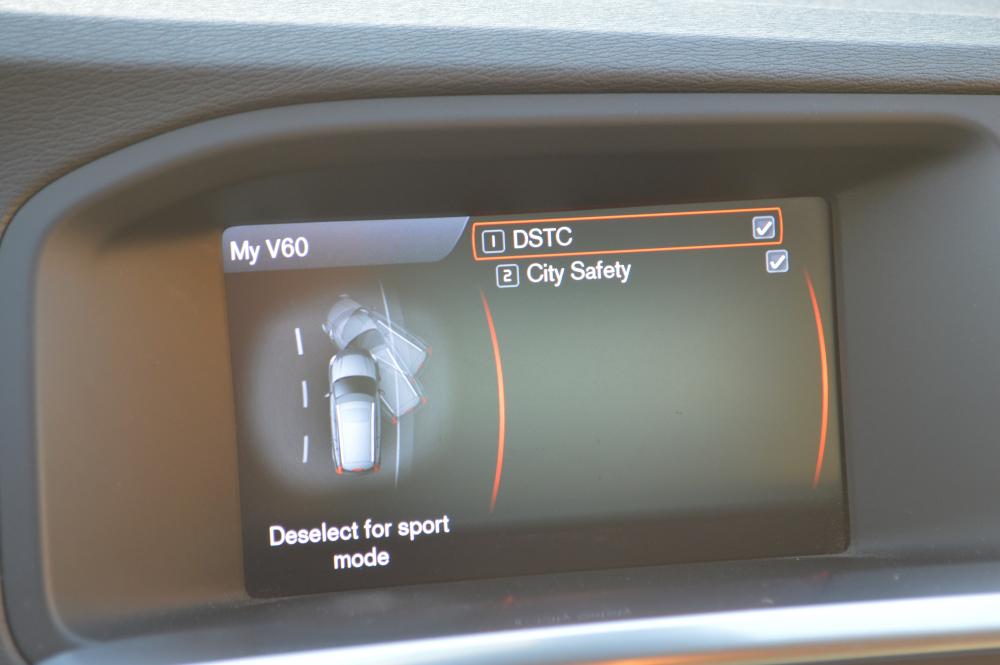 My V60
1 DSTC
2 City Safety
Deselect for sport
mode